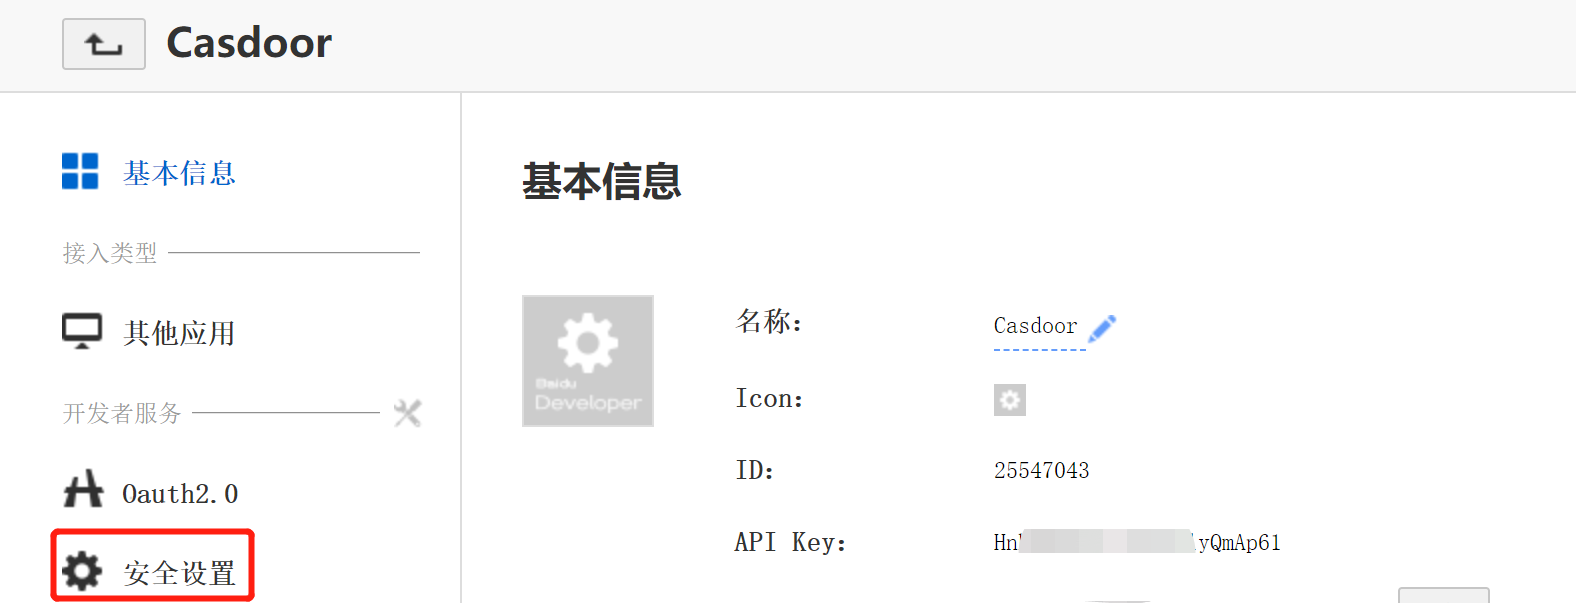 Casdoor
基本信息
接入类型
其他应用
开发者服务
Oauth2.0
安全设置
基本信息
Baidu
Developer
名称：
Casdoor
Icon：
ID：
25547043
API Key：
Hn
yQmAp61